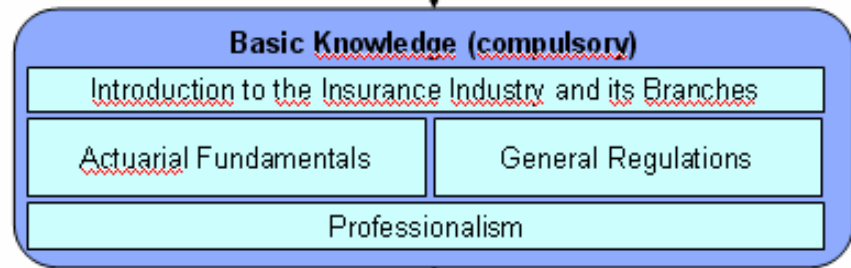 Basic Knowledge (compulsory)
Introduction to the Insurance Industry and its Branches
Actuarial Fundamentals
General Regulations
Professionalism